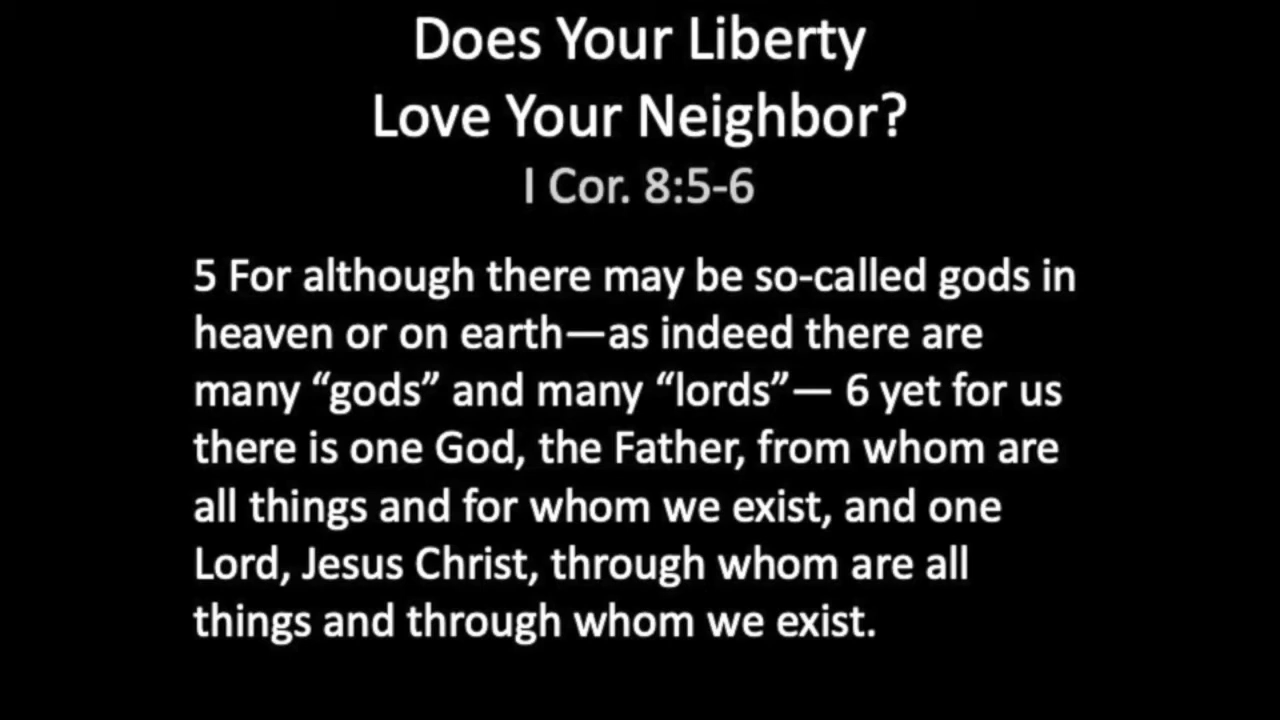 Does Your Liberty
Love Your Neighbor?
I Cor. 8:5-6
5 For although there may be so-called gods in
heaven or on earth—as indeed there are
many “gods” and many “lords”— 6 yet for us
there is one God, the Father, from whom are
all things and for whom we exist, and one
Lord, Jesus Christ, through whom are all
things and through whom we exist.